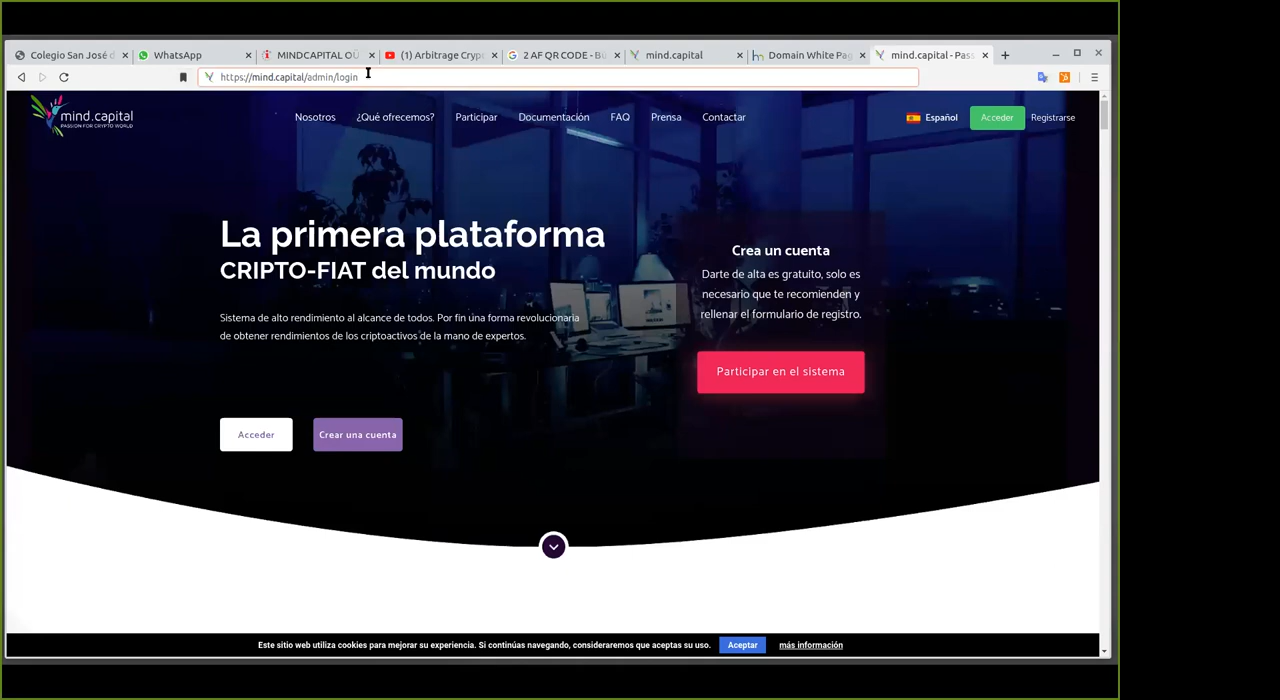 Colegio San José d
WhatsApp
MINDCAPITAL OÜ
(1) Arbitrage Cryp
2 AF QR CODE - Bú
mind.capital
Domain White Pag
mind.capital - Pass
https://mind.capital/admin/login
mind.capital
PASSION FOR CRYPTO WORLD
Nosotros
¿Qué ofrecemos?
Participar
Documentación
FAQ
Prensa
Contactar
Español
Acceder
Registrarse
La primera plataforma
CRIPTO-FIAT del mundo
Sistema de alto rendimiento al alcance de todos. Por fin una forma revolucionaria
de obtener rendimientos de los criptoactivos de la mano de expertos.
Acceder
Crear una cuenta
Crea un cuenta
Darte de alta es gratuito, solo es
necesario que te recomienden y
rellenar el formulario de registro.
Participar en el sistema
Este sitio web utiliza cookies para mejorar su experiencia. Si continúas navegando, consideraremos que aceptas su uso.
Aceptar
más información